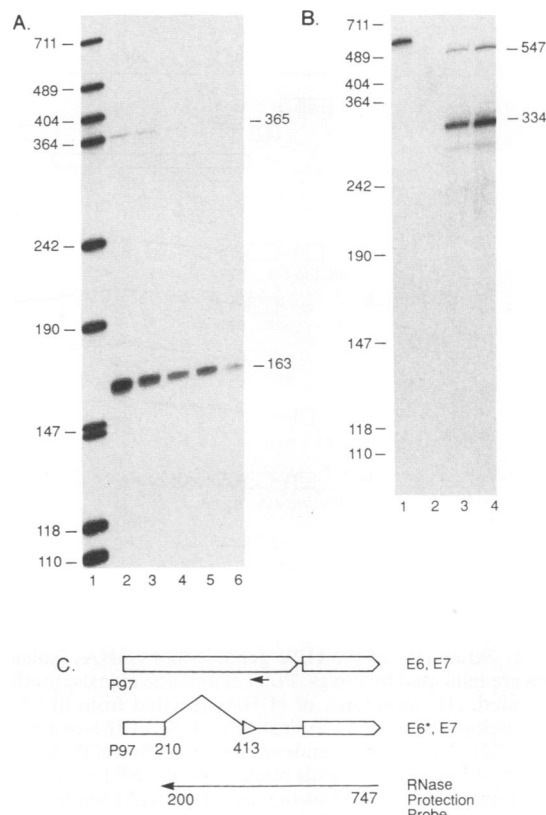 A.
711 –
489 –
404 –
364 –
242 –
190 –
147 –
118 –
110 –
– 365
– 163
1 2 3 4 5 6
B.
711 –
489 –
404 –
364 –
242 –
190 –
147 –
118 –
110 –
– 547
– 334
1 2 3 4
C.
E6, E7
P97
E6*, E7
P97 210 413
200 747
RNase
Protection
Probe